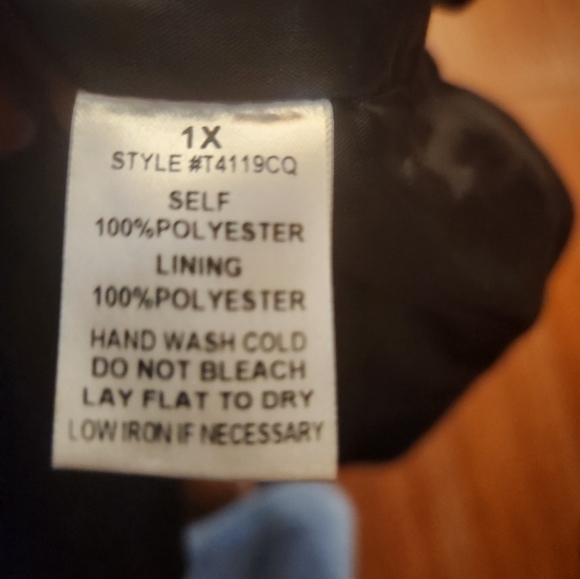 1X
STYLE #T4119CQ
SELF
100%POLYESTER
LINING
100%POLYESTER
HAND WASH COLD
DO NOT BLEACH
LAY FLAT TO DRY
LOW IRON IF NECESSARY